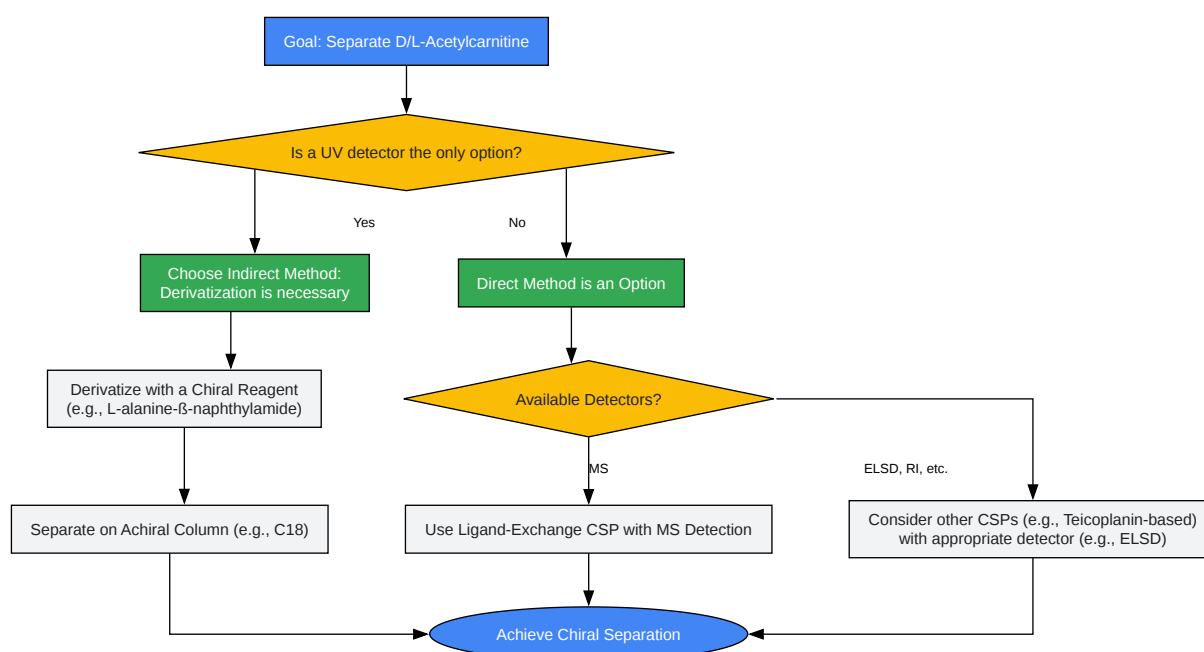 Goal: Separate D/L-Acetylcarnitine
Is a UV detector the only option?
Yes
No
Choose Indirect Method:
Derivatization is necessary
Direct Method is an Option
Derivatize with a Chiral Reagent
(e.g., L-alanine-ß-naphthylamide)
Available Detectors?
MS
ELSD, RI, etc.
Separate on Achiral Column (e.g., C18)
Use Ligand-Exchange CSP with MS Detection
Consider other CSPs (e.g., Teicoplanin-based)
with appropriate detector (e.g., ELSD)
Achieve Chiral Separation